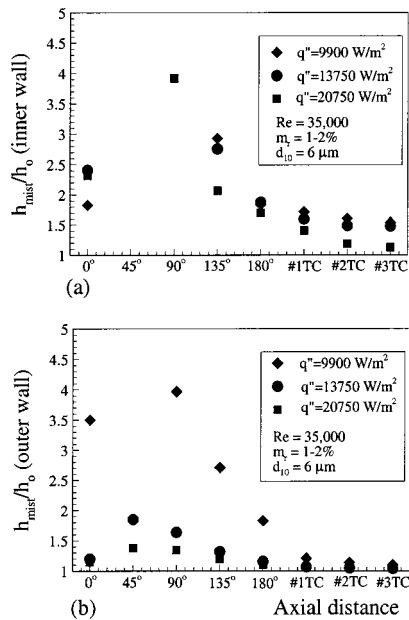 h_mist/h_o (inner wall)
5
4.5
4
3.5
3
2.5
2
1.5
1
q"=9900 W/m²
q"=13750 W/m²
q"=20750 W/m²
Re = 35,000
m_r = 1-2%
d_10 = 6 μm
0° 45° 90° 135° 180° #1TC #2TC #3TC
(a)
h_mist/h_o (outer wall)
5
4.5
4
3.5
3
2.5
2
1.5
1
q"=9900 W/m²
q"=13750 W/m²
q"=20750 W/m²
Re = 35,000
m_r = 1-2%
d_10 = 6 μm
0° 45° 90° 135° 180° #1TC #2TC #3TC
(b) Axial distance